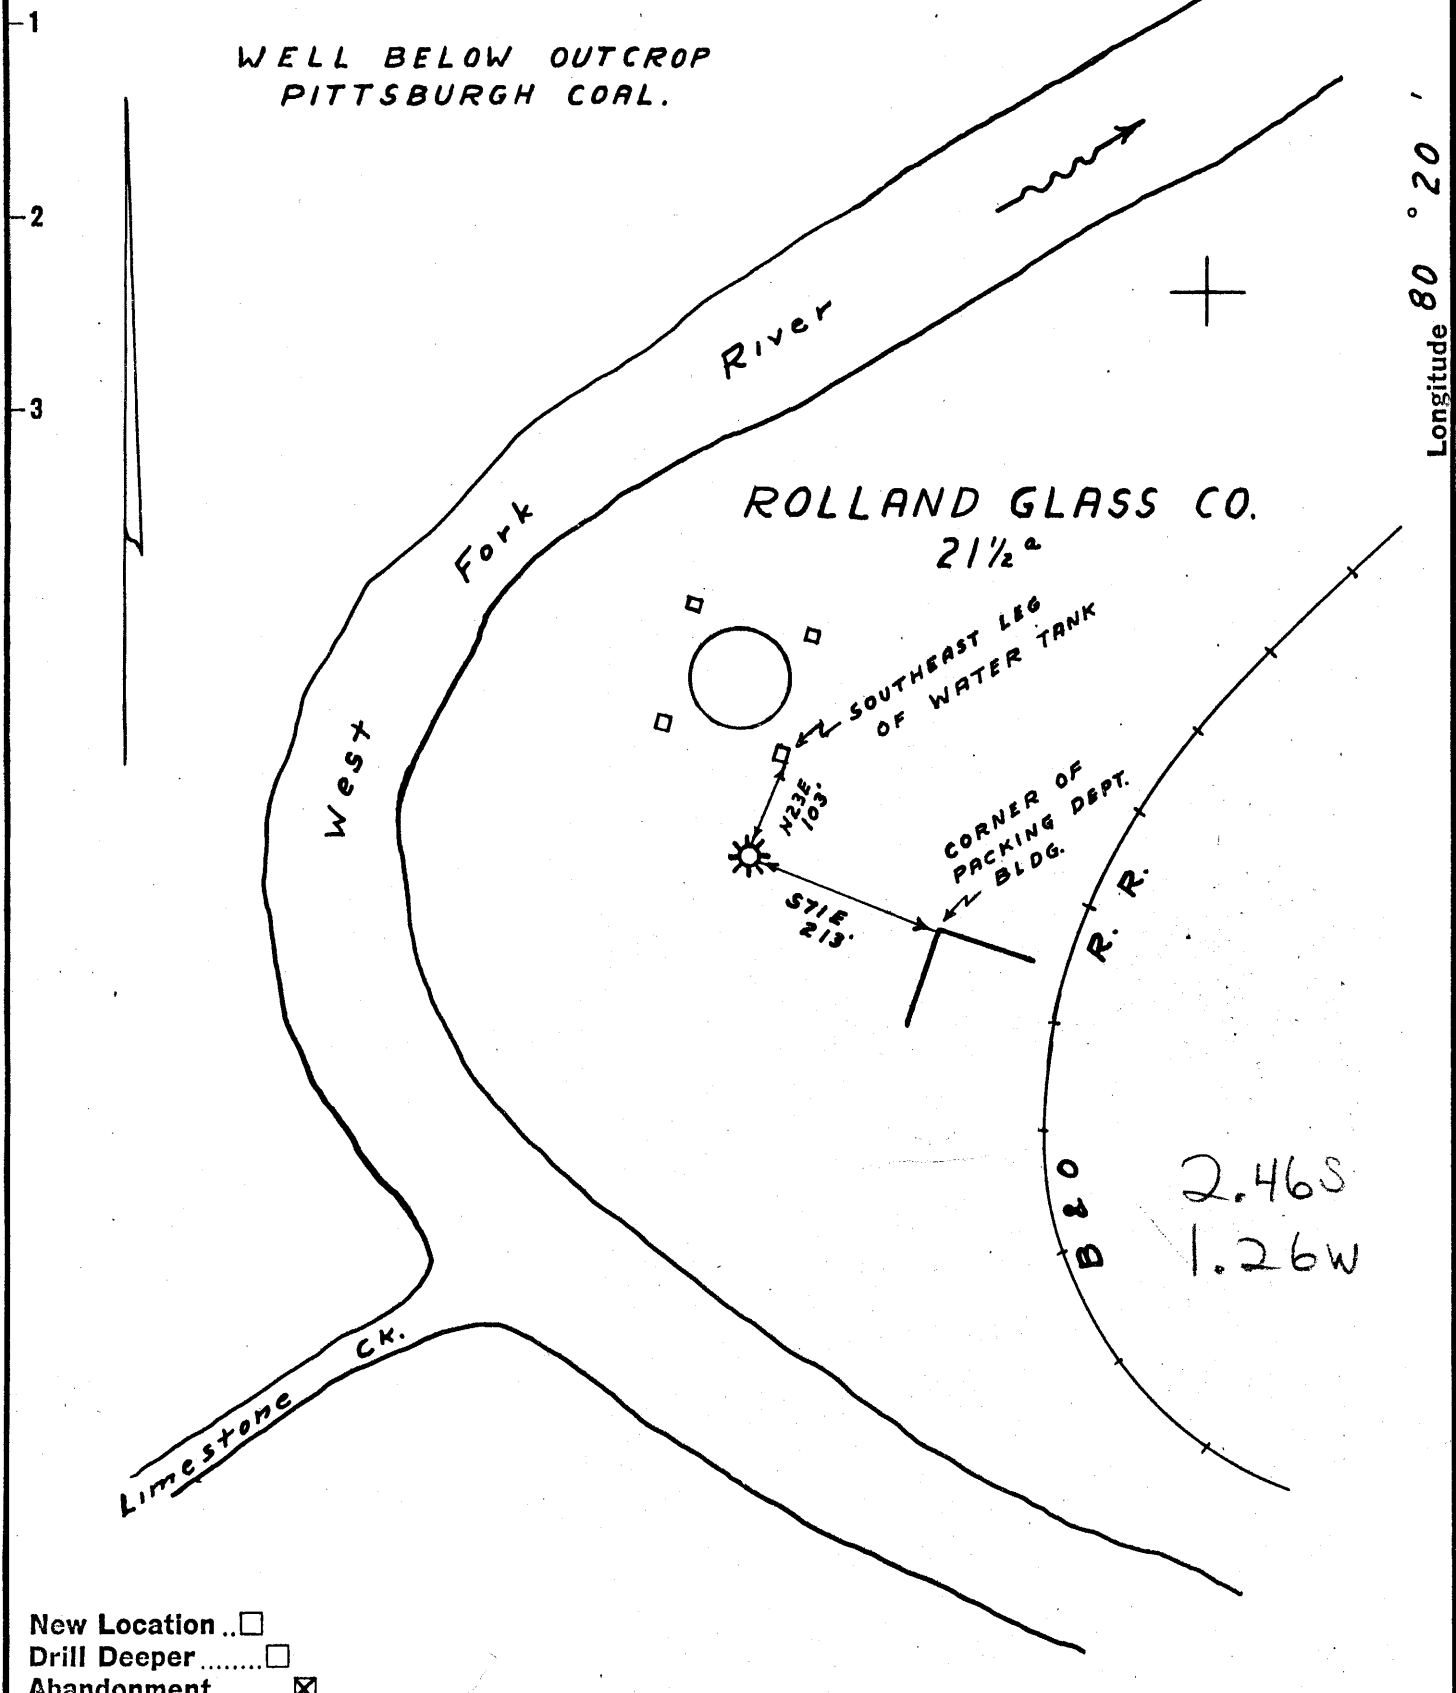 1
WELL BELOW OUTCROP
PITTSBURGH COAL.
2
3
Longitude 80 ° 20 '
River
Fork
West
ROLLAND GLASS CO.
21½ a
SOUTHEAST LEG
OF WATER TANK
N23E
103'
CORNER OF
PACKING DEPT.
BLDG.
S71E
213'
B & O R. R.
2.46S
1.26W
Limestone Ck.
New Location ..☐
Drill Deeper ........☐
Abandonment ☒